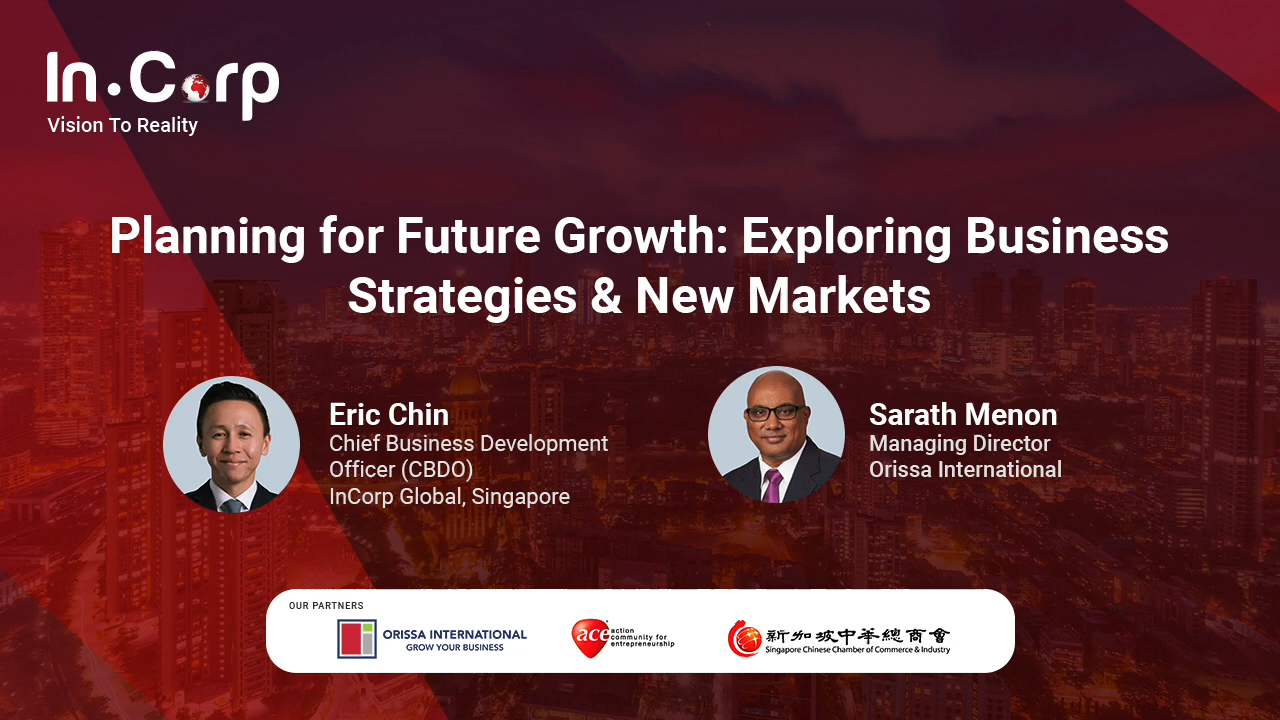 In.Corp
Vision To Reality
Planning for Future Growth: Exploring Business
Strategies & New Markets
Eric Chin
Chief Business Development
Officer (CBDO)
InCorp Global, Singapore
Sarath Menon
Managing Director
Orissa International
OUR PARTNERS
ORISSA INTERNATIONAL
GROW YOUR BUSINESS
ace
action
community for
entrepreneurship
新加坡中華總商會
Singapore Chinese Chamber of Commerce & Industry